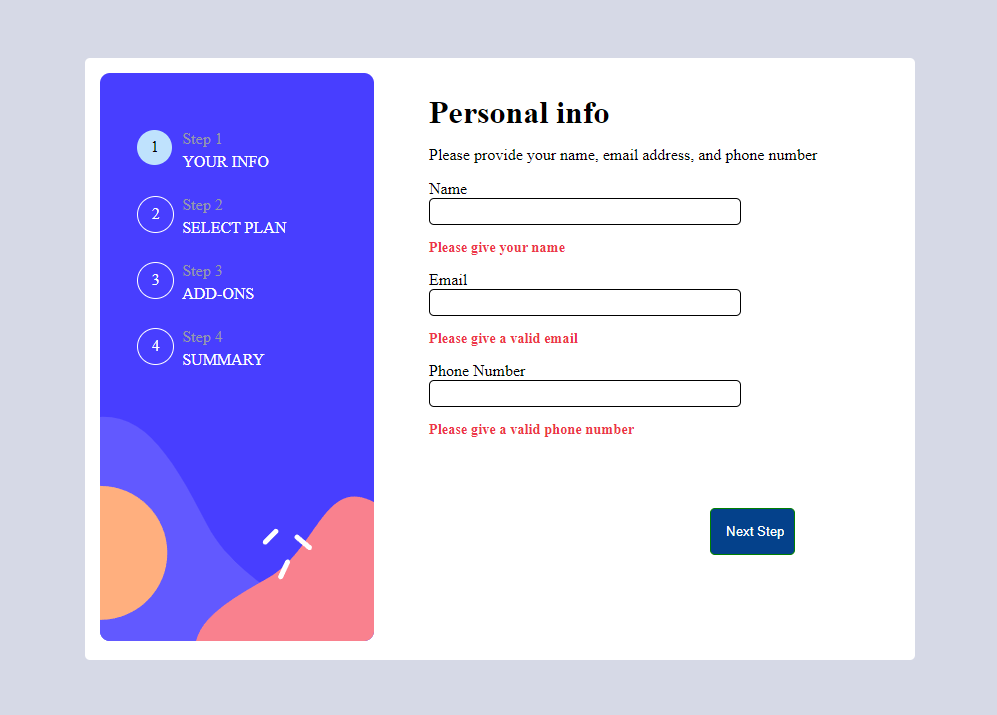 1
Step 1
YOUR INFO
2
Step 2
SELECT PLAN
3
Step 3
ADD-ONS
4
Step 4
SUMMARY
Personal info
Please provide your name, email address, and phone number
Name
Please give your name
Email
Please give a valid email
Phone Number
Please give a valid phone number
Next Step